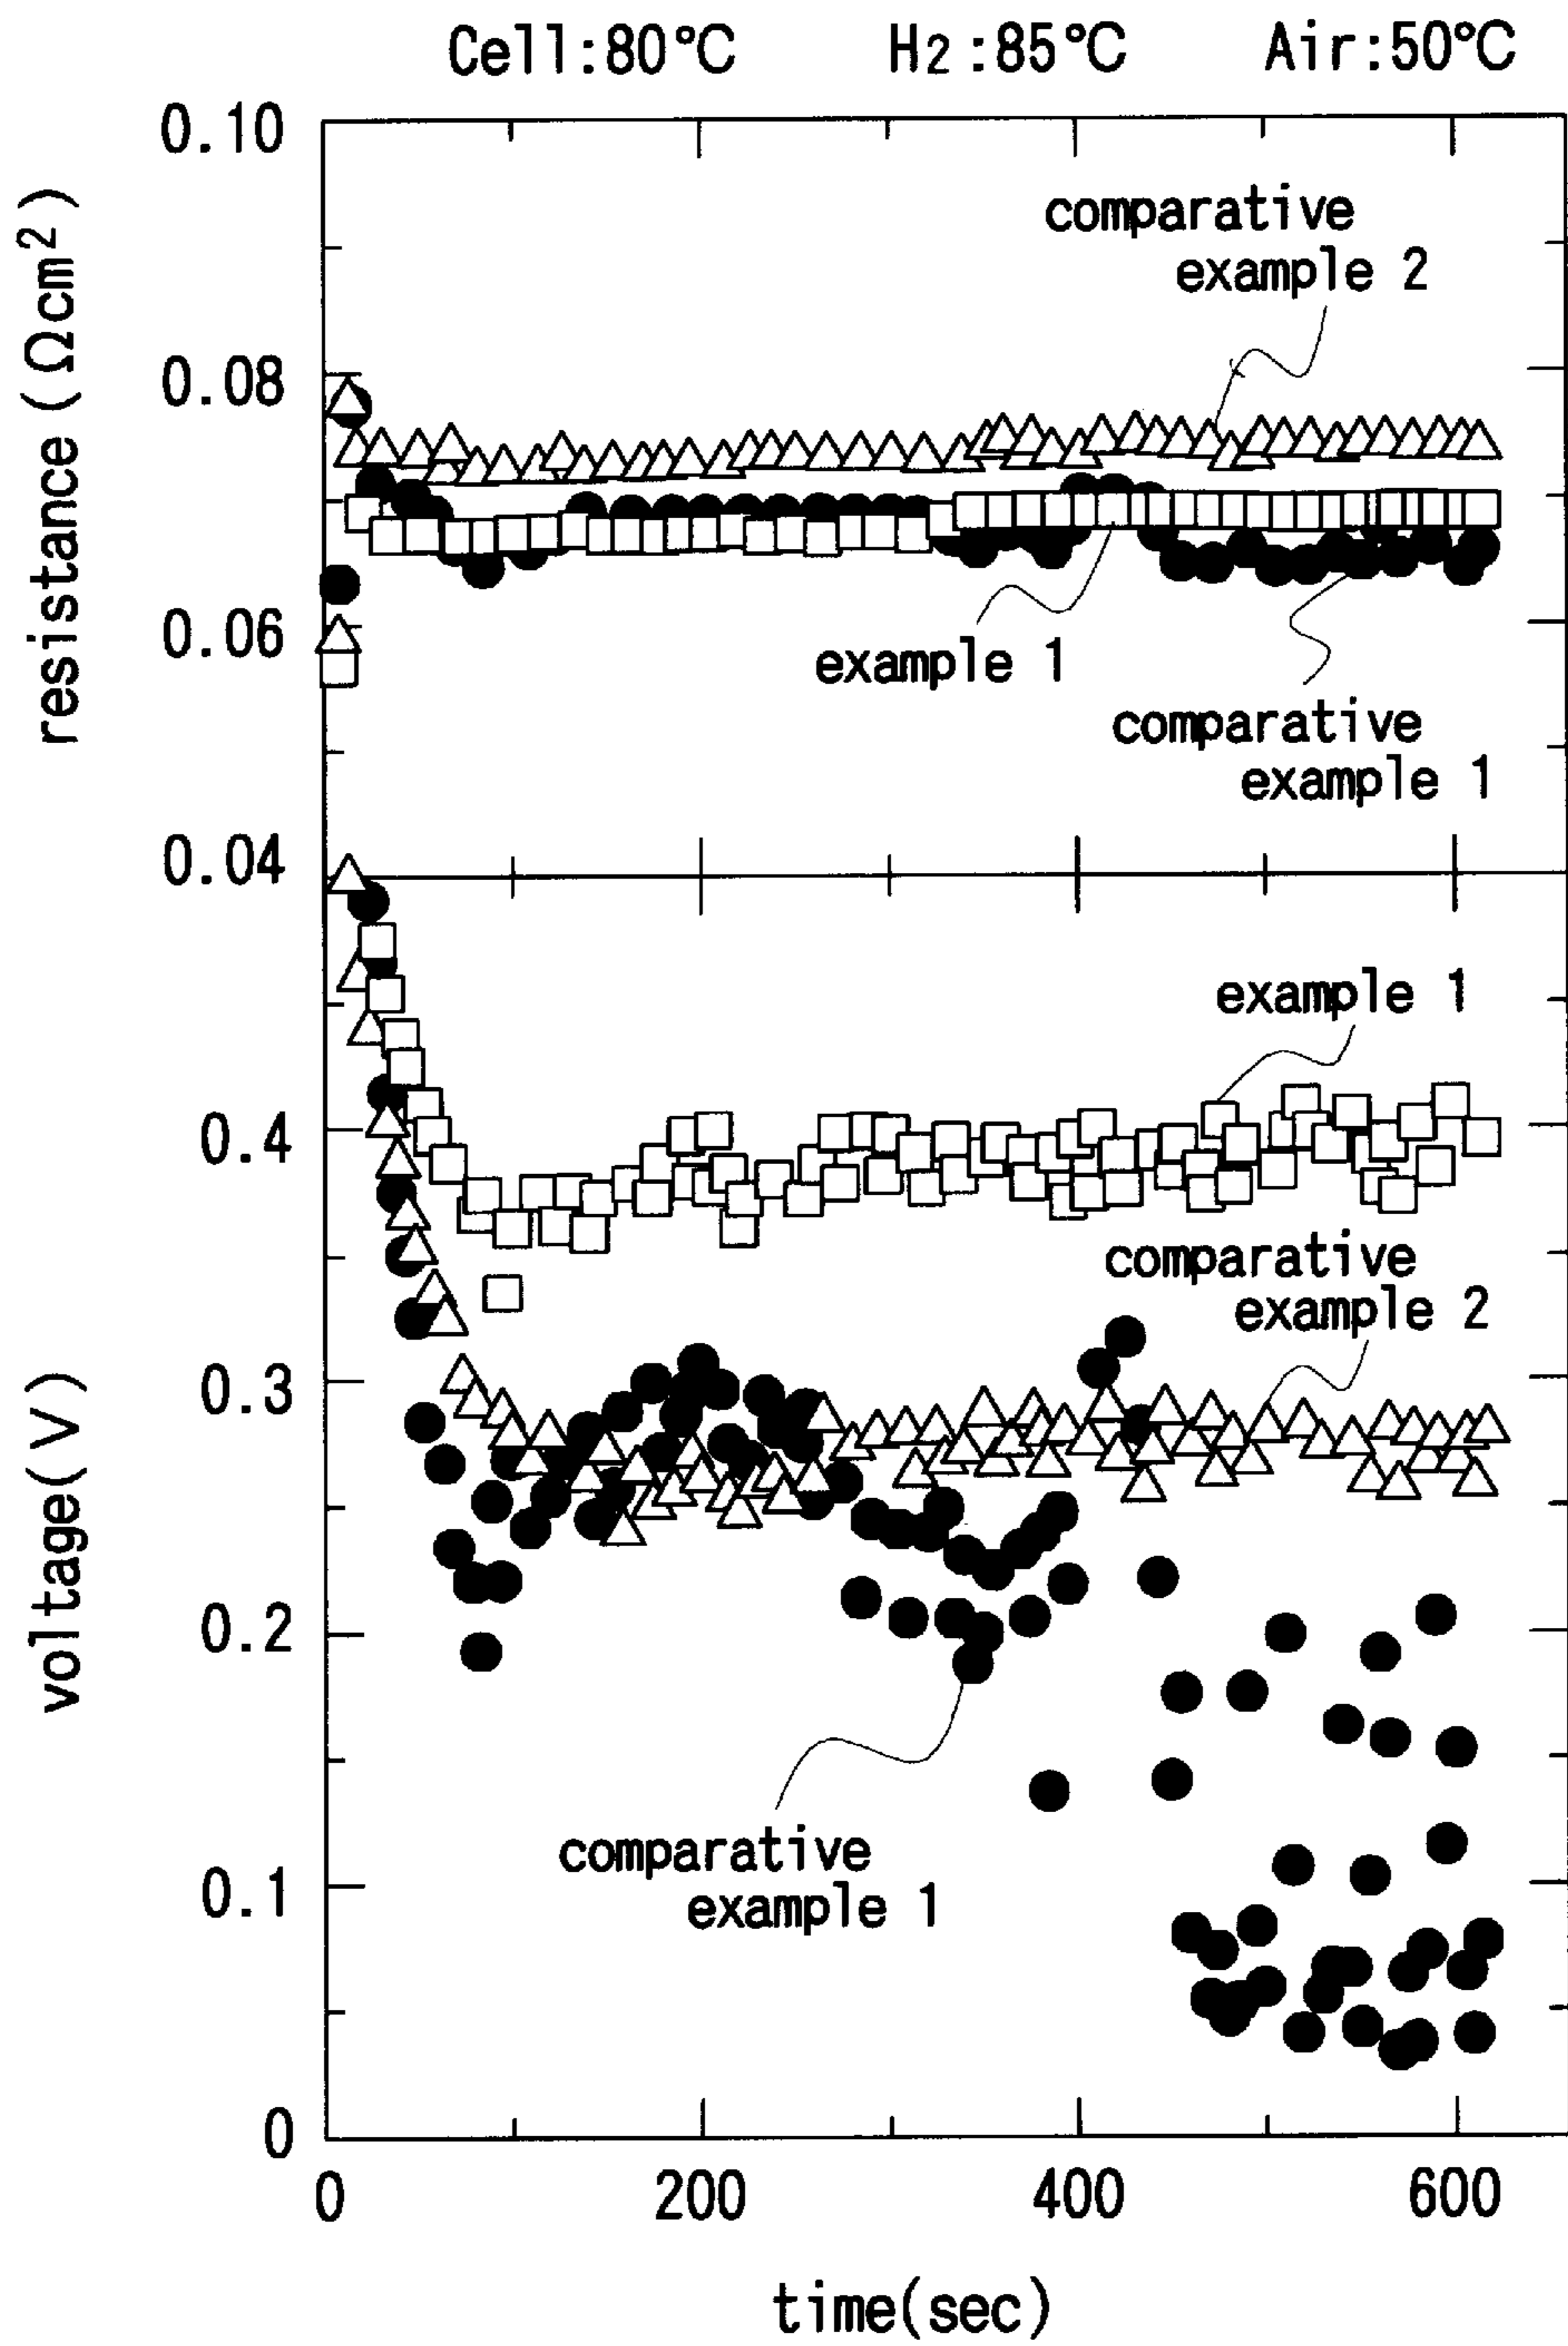 Cell:80°C H2:85°C Air:50°C
resistance (Ωcm²)
0.10
0.08
0.06
0.04
comparative
example 2
example 1
comparative
example 1
voltage(V)
0.4
0.3
0.2
0.1
0
example 1
comparative
example 2
comparative
example 1
0 200 400 600
time(sec)